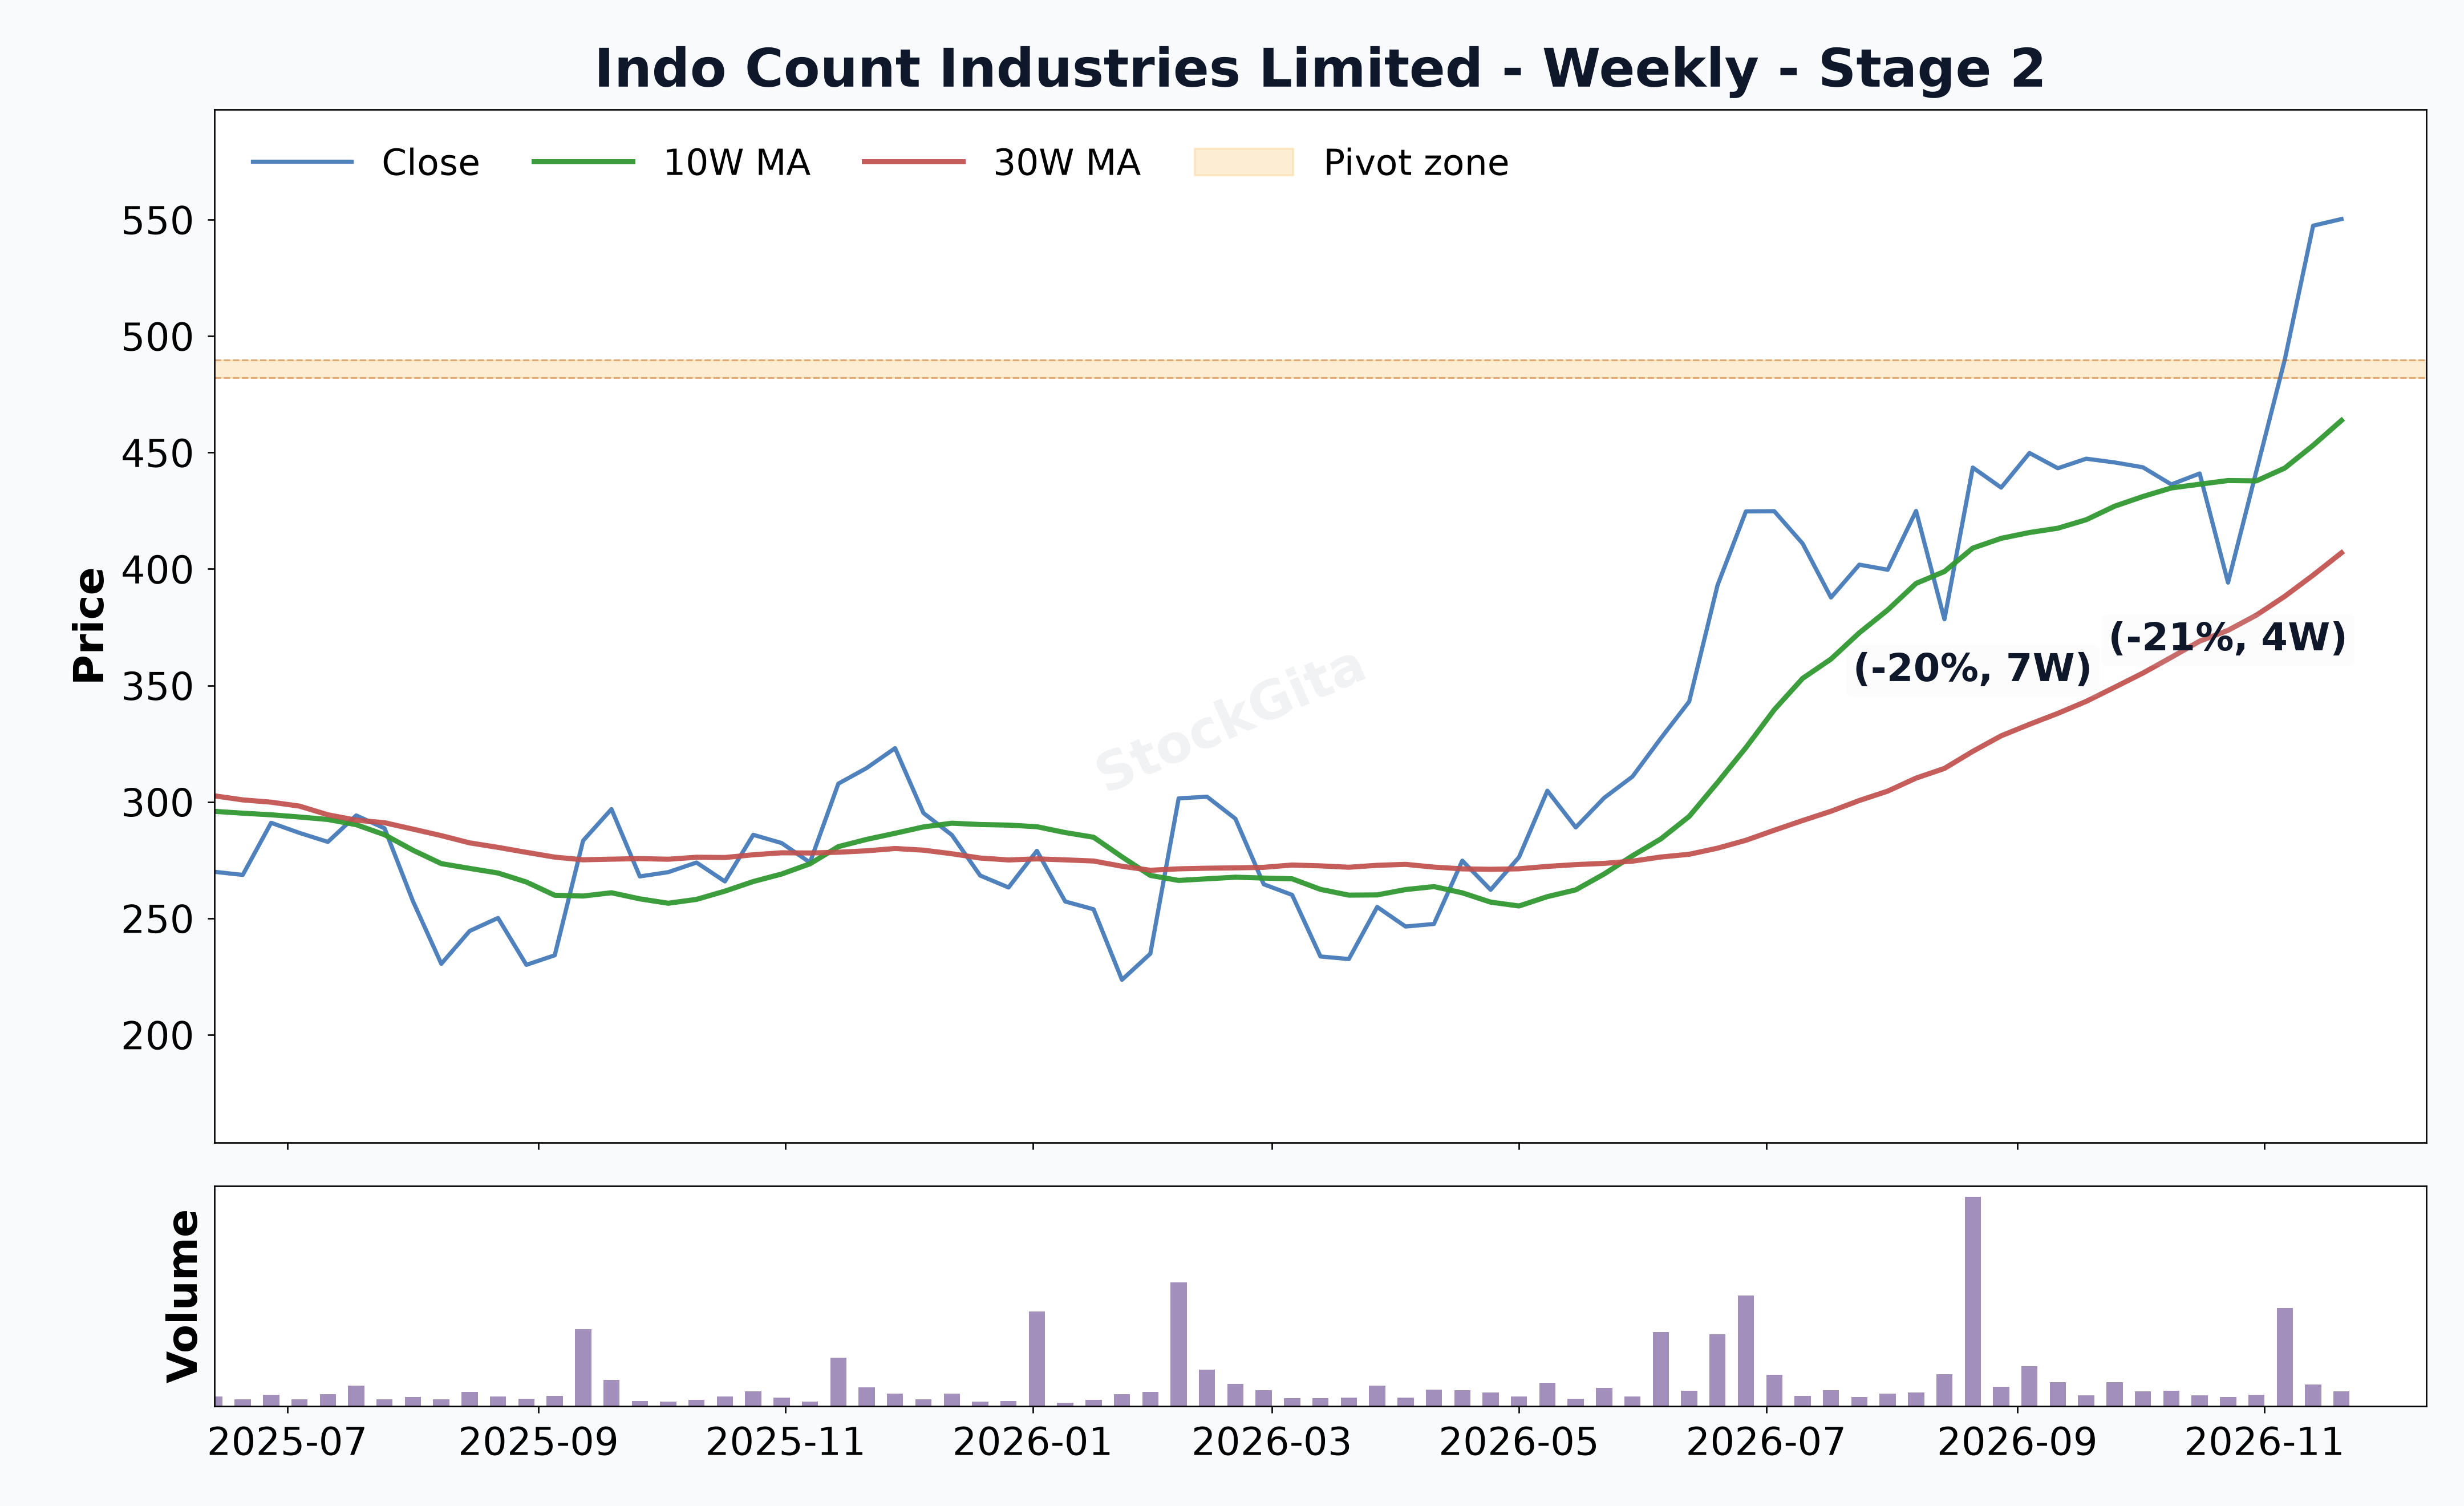 Indo Count Industries Limited - Weekly - Stage 2
Close
10W MA
30W MA
Pivot zone
Price
550
500
450
400
350
300
250
200
(-21%, 4W)
(-20%, 7W)
StockGita
Volume
2025-07
2025-09
2025-11
2026-01
2026-03
2026-05
2026-07
2026-09
2026-11